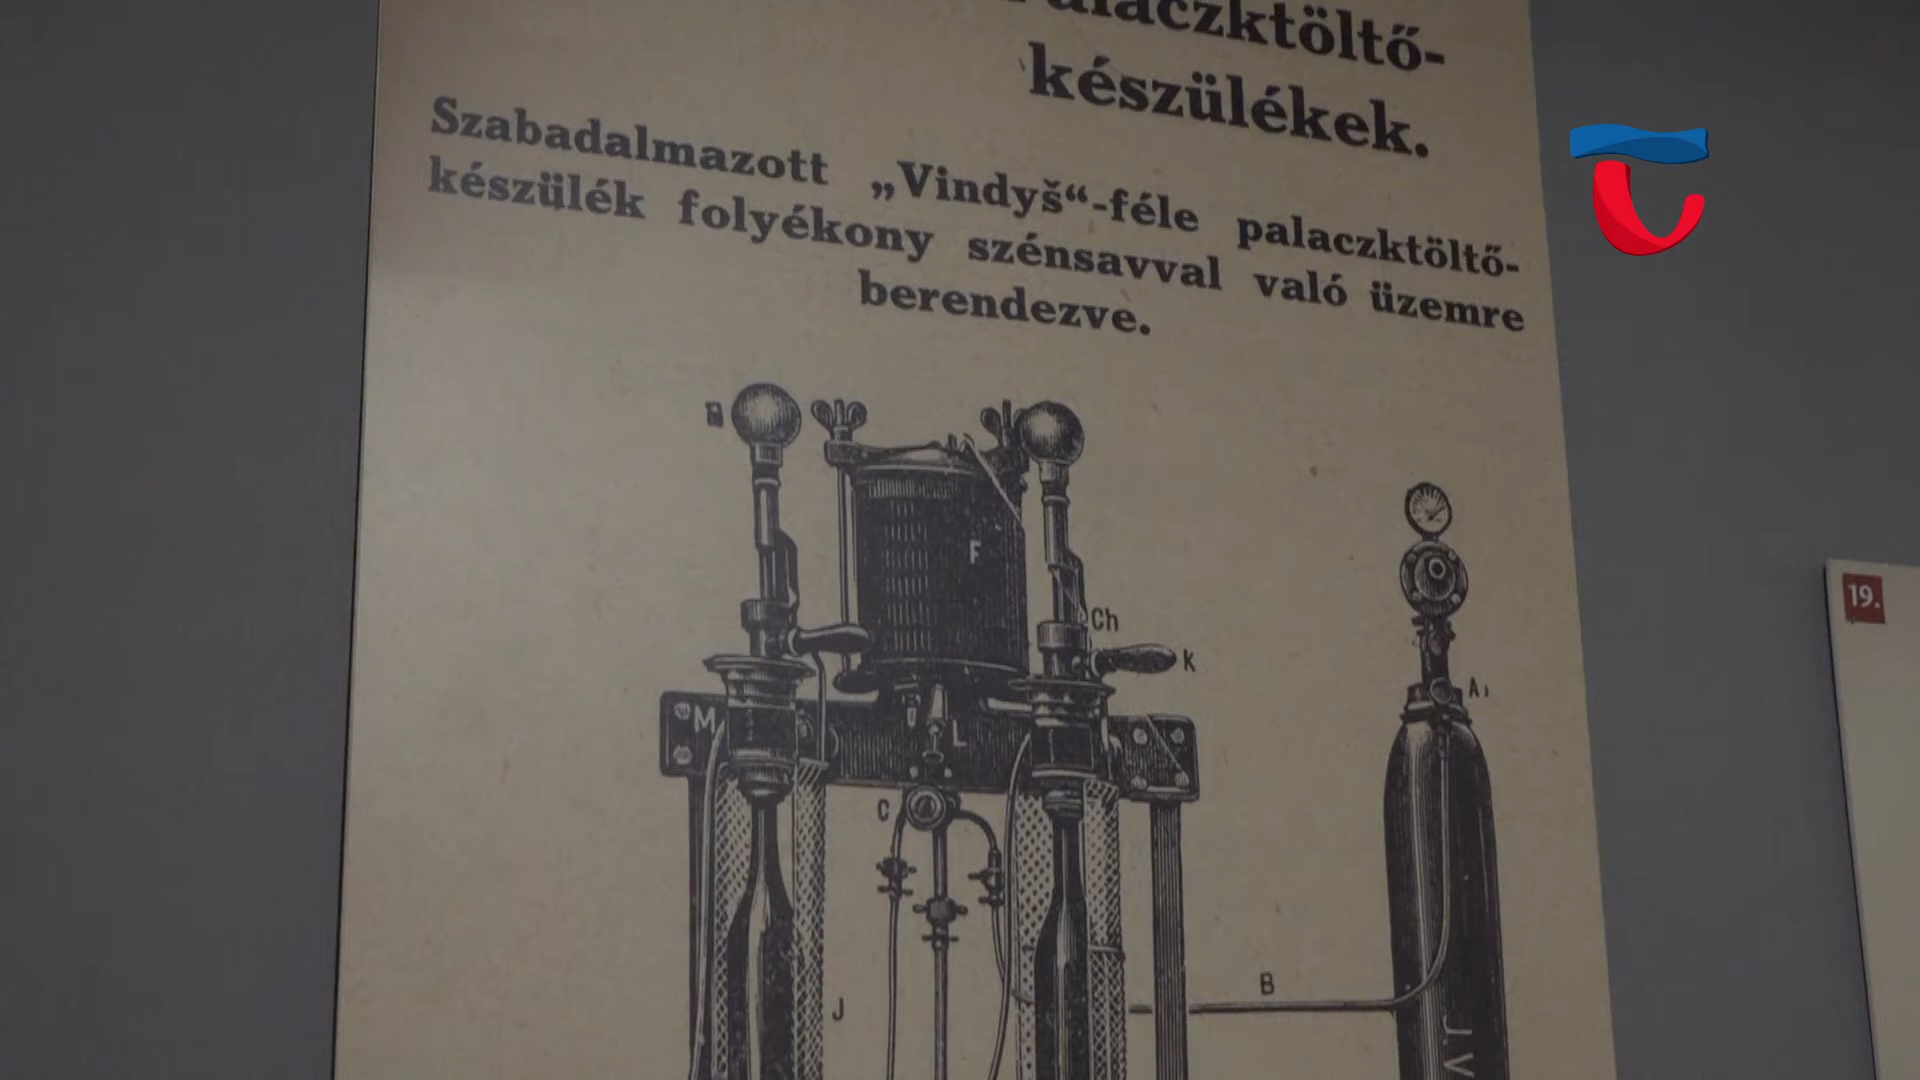 Palaczktöltő-
készülékek.
Szabadalmazott „Vindyš“-féle palaczktöltő-
készülék folyékony szénsavval való üzemre
berendezve.
F
Ch
K
A,
M
L
C
B
J
J.V
19.